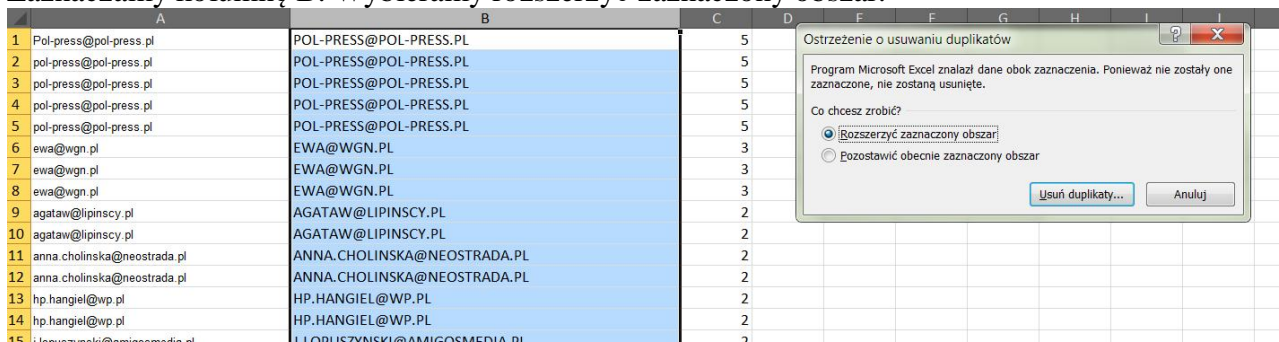 A B C D E F G H I J
1 Pol-press@pol-press.pl POL-PRESS@POL-PRESS.PL 5
2 pol-press@pol-press.pl POL-PRESS@POL-PRESS.PL 5
3 pol-press@pol-press.pl POL-PRESS@POL-PRESS.PL 5
4 pol-press@pol-press.pl POL-PRESS@POL-PRESS.PL 5
5 pol-press@pol-press.pl POL-PRESS@POL-PRESS.PL 5
6 ewa@wgn.pl EWA@WGN.PL 3
7 ewa@wgn.pl EWA@WGN.PL 3
8 ewa@wgn.pl EWA@WGN.PL 3
9 agataw@lipinscy.pl AGATAW@LIPINSCY.PL 2
10 agataw@lipinscy.pl AGATAW@LIPINSCY.PL 2
11 anna.cholinska@neostrada.pl ANNA.CHOLINSKA@NEOSTRADA.PL 2
12 anna.cholinska@neostrada.pl ANNA.CHOLINSKA@NEOSTRADA.PL 2
13 hp.hangiel@wp.pl HP.HANGIEL@WP.PL 2
14 hp.hangiel@wp.pl HP.HANGIEL@WP.PL 2
Ostrzeżenie o usuwaniu duplikatów
Program Microsoft Excel znalazł dane obok zaznaczenia. Ponieważ nie zostały one
zaznaczone, nie zostaną usunięte.
Co chcesz zrobić?
Rozszerzyć zaznaczony obszar
Pozostawić obecnie zaznaczony obszar
Usuń duplikaty... Anuluj